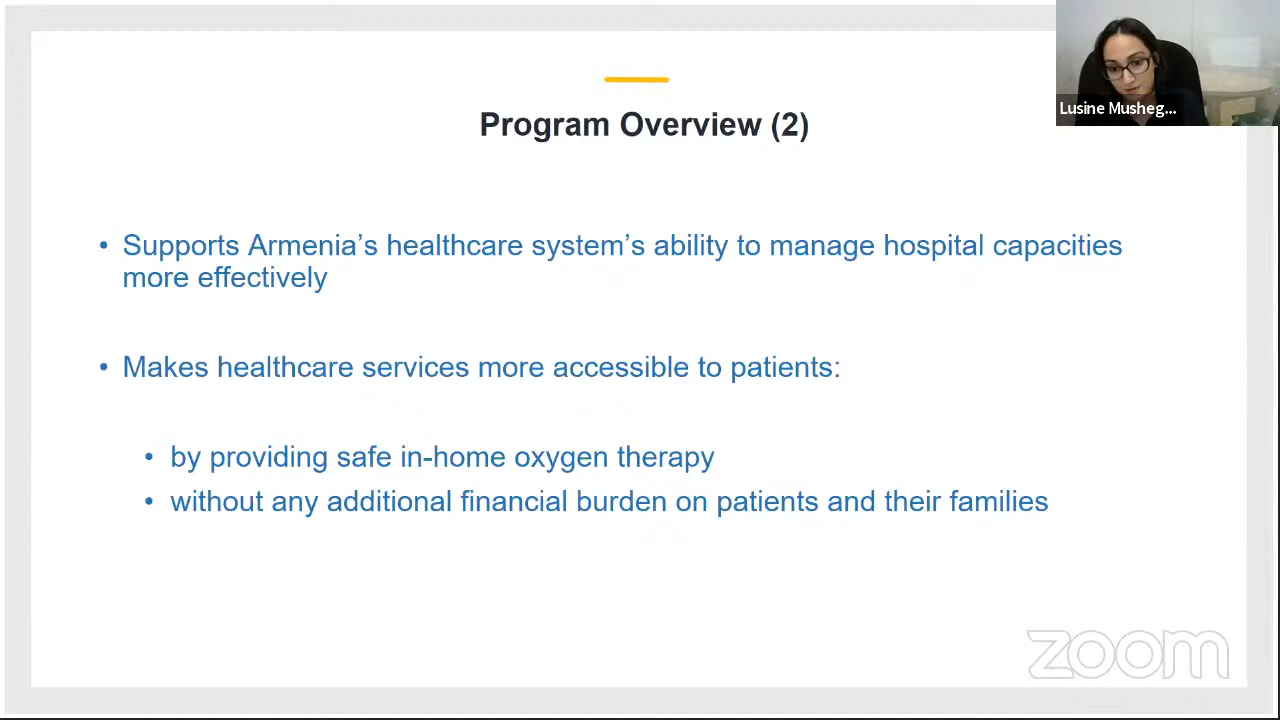 Lusine Musheg...
Program Overview (2)
• Supports Armenia’s healthcare system’s ability to manage hospital capacities
more effectively
• Makes healthcare services more accessible to patients:
• by providing safe in-home oxygen therapy
• without any additional financial burden on patients and their families
zoom